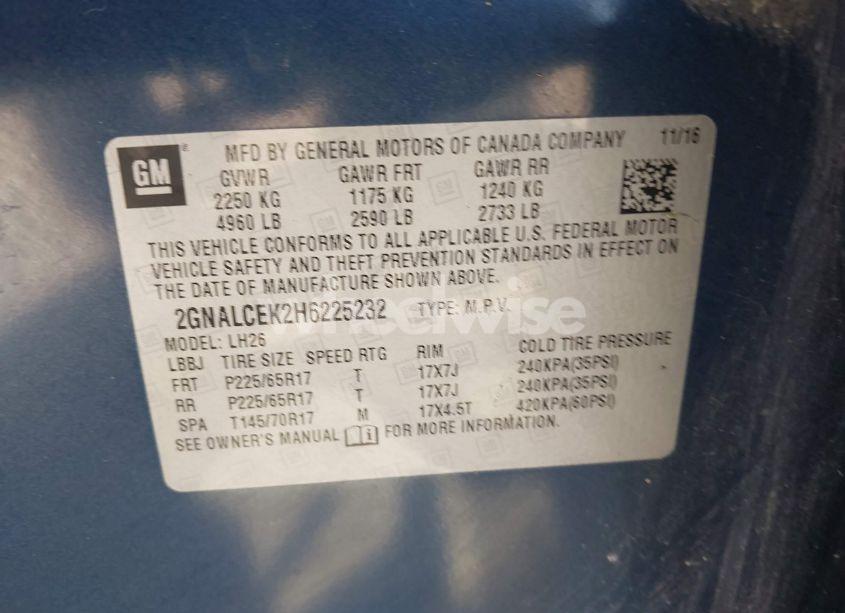 GM ® MFD BY GENERAL MOTORS OF CANADA COMPANY 11/16
GVWR GAWR FRT GAWR RR
2250 KG 1175 KG 1240 KG
4960 LB 2590 LB 2733 LB
THIS VEHICLE CONFORMS TO ALL APPLICABLE U.S. FEDERAL MOTOR
VEHICLE SAFETY AND THEFT PREVENTION STANDARDS IN EFFECT ON
THE DATE OF MANUFACTURE SHOWN ABOVE.
2GNALCEK2H6225232 TYPE: M.P.V.
wheelwise
MODEL: LH26
LBBJ TIRE SIZE SPEED RTG RIM COLD TIRE PRESSURE
FRT P225/65R17 T 17X7J 240KPA(35PSI)
RR P225/65R17 T 17X7J 240KPA(35PSI)
SPA T145/70R17 M 17X4.5T 420KPA(60PSI)
SEE OWNER'S MANUAL i FOR MORE INFORMATION.